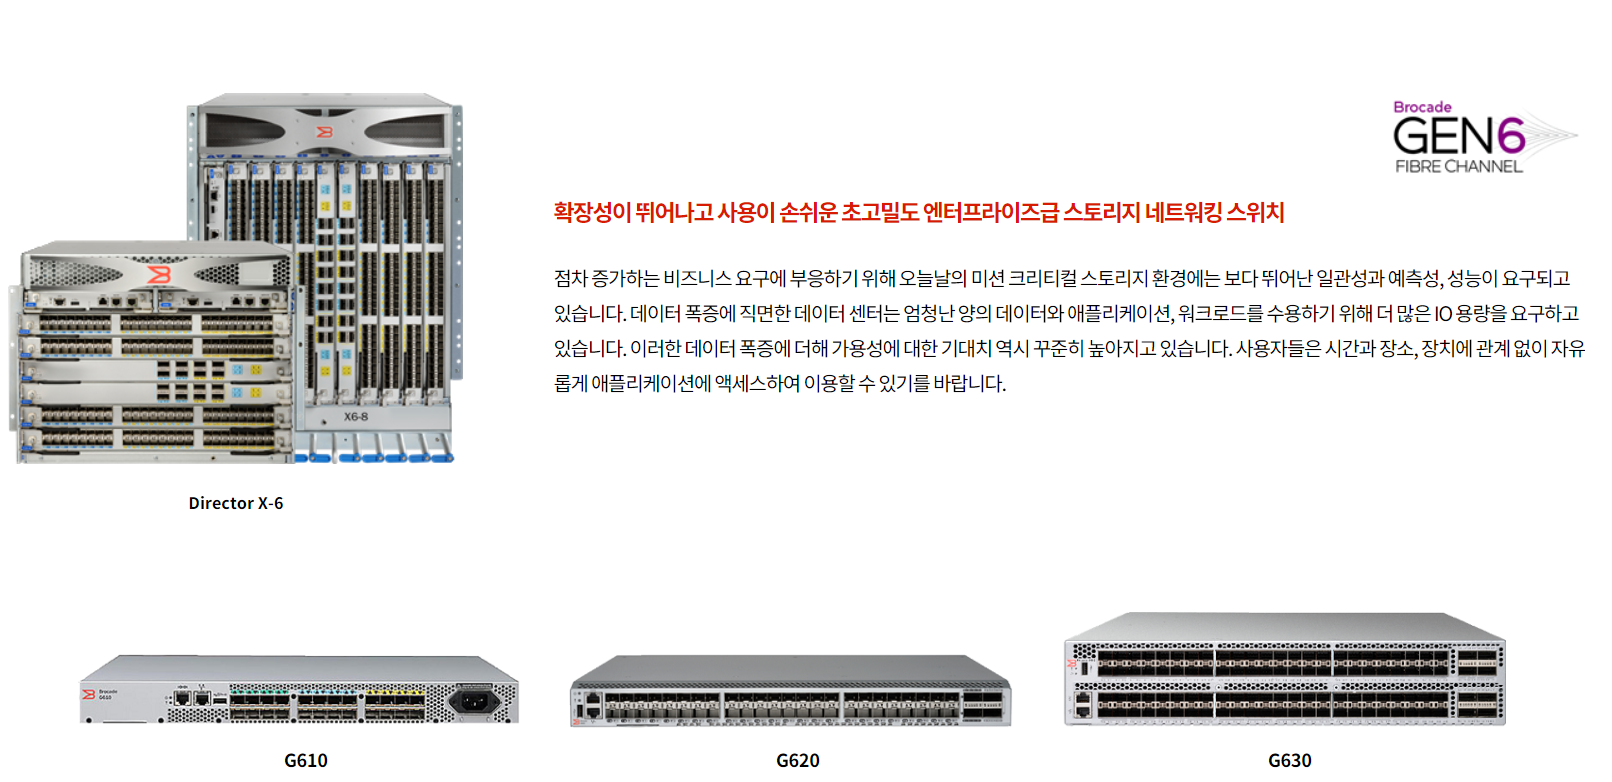 Brocade
GEN6
FIBRE CHANNEL
확장성이 뛰어나고 사용이 손쉬운 초고밀도 엔터프라이즈급 스토리지 네트워킹 스위치
점차 증가하는 비즈니스 요구에 부응하기 위해 오늘날의 미션 크리티컬 스토리지 환경에는 보다 뛰어난 일관성과 예측성, 성능이 요구되고
있습니다. 데이터 폭증에 직면한 데이터 센터는 엄청난 양의 데이터와 애플리케이션, 워크로드를 수용하기 위해 더 많은 IO 용량을 요구하고
있습니다. 이러한 데이터 폭증에 더해 가용성에 대한 기대치 역시 꾸준히 높아지고 있습니다. 사용자들은 시간과 장소, 장치에 관계 없이 자유
롭게 애플리케이션에 액세스하여 이용할 수 있기를 바랍니다.
X6-8
Director X-6
Brocade
G610
G610
G620
G630